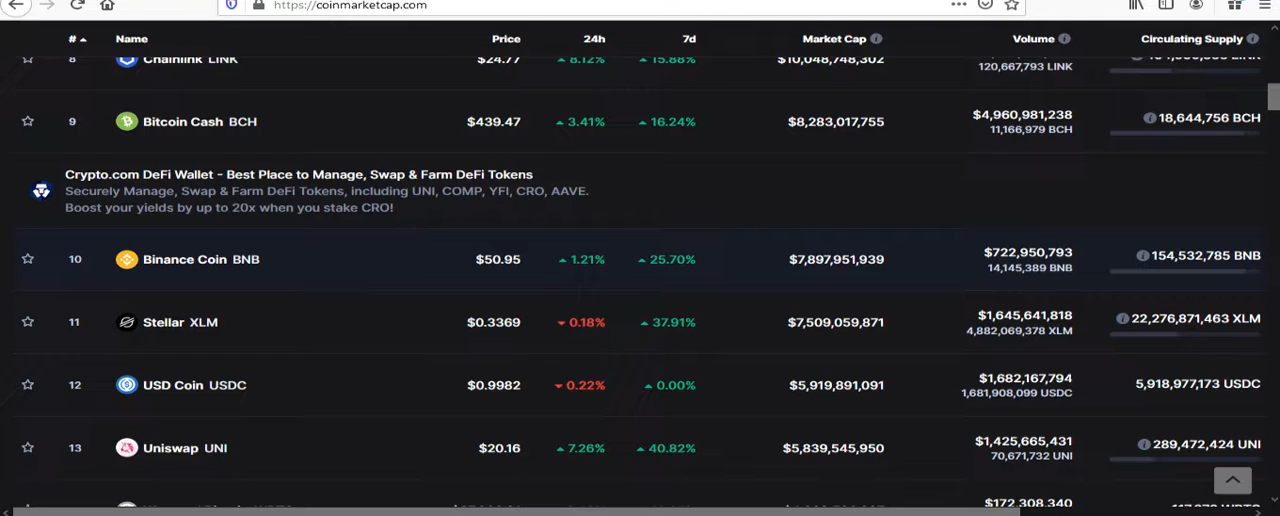 https://coinmarketcap.com
# Name Price 24h 7d Market Cap Volume Circulating Supply
8 Chainlink LINK $24.77 8.12% 15.88% $10,048,748,302
120,667,793 LINK
9 Bitcoin Cash BCH $439.47 3.41% 16.24% $8,283,017,755 $4,960,981,238 18,644,756 BCH
11,166,979 BCH
Crypto.com DeFi Wallet - Best Place to Manage, Swap & Farm DeFi Tokens
Securely Manage, Swap & Farm DeFi Tokens, including UNI, COMP, YFI, CRO, AAVE.
Boost your yields by up to 20x when you stake CRO!
10 Binance Coin BNB $50.95 1.21% 25.70% $7,897,951,939 $722,950,793 154,532,785 BNB
14,145,389 BNB
11 Stellar XLM $0.3369 0.18% 37.91% $7,509,059,871 $1,645,641,818 22,276,871,463 XLM
4,882,069,378 XLM
12 USD Coin USDC $0.9982 0.22% 0.00% $5,919,891,091 $1,682,167,794 5,918,977,173 USDC
1,681,908,099 USDC
13 Uniswap UNI $20.16 7.26% 40.82% $5,839,545,950 $1,425,665,431 289,472,424 UNI
70,671,732 UNI
$172,308,340